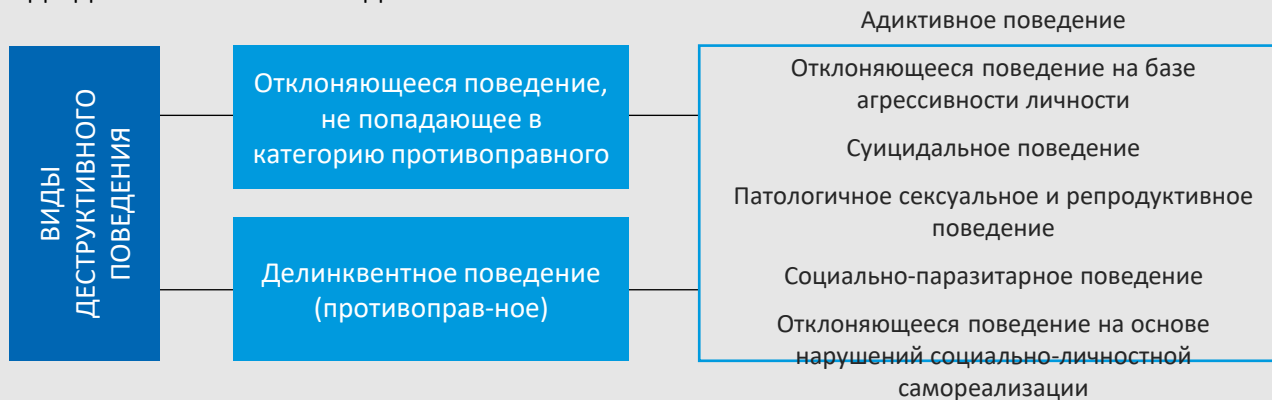 ВИДЫ
ДЕСТРУКТИВНОГО
ПОВЕДЕНИЯ
Отклоняющееся поведение,
не попадающее в
категорию противоправного
Делинквентное поведение
(противоправ-ное)
Адиктивное поведение
Отклоняющееся поведение на базе
агрессивности личности
Суицидальное поведение
Патологичное сексуальное и репродуктивное
поведение
Социально-паразитарное поведение
Отклоняющееся поведение на основе
нарушений социально-личностной
самореализации